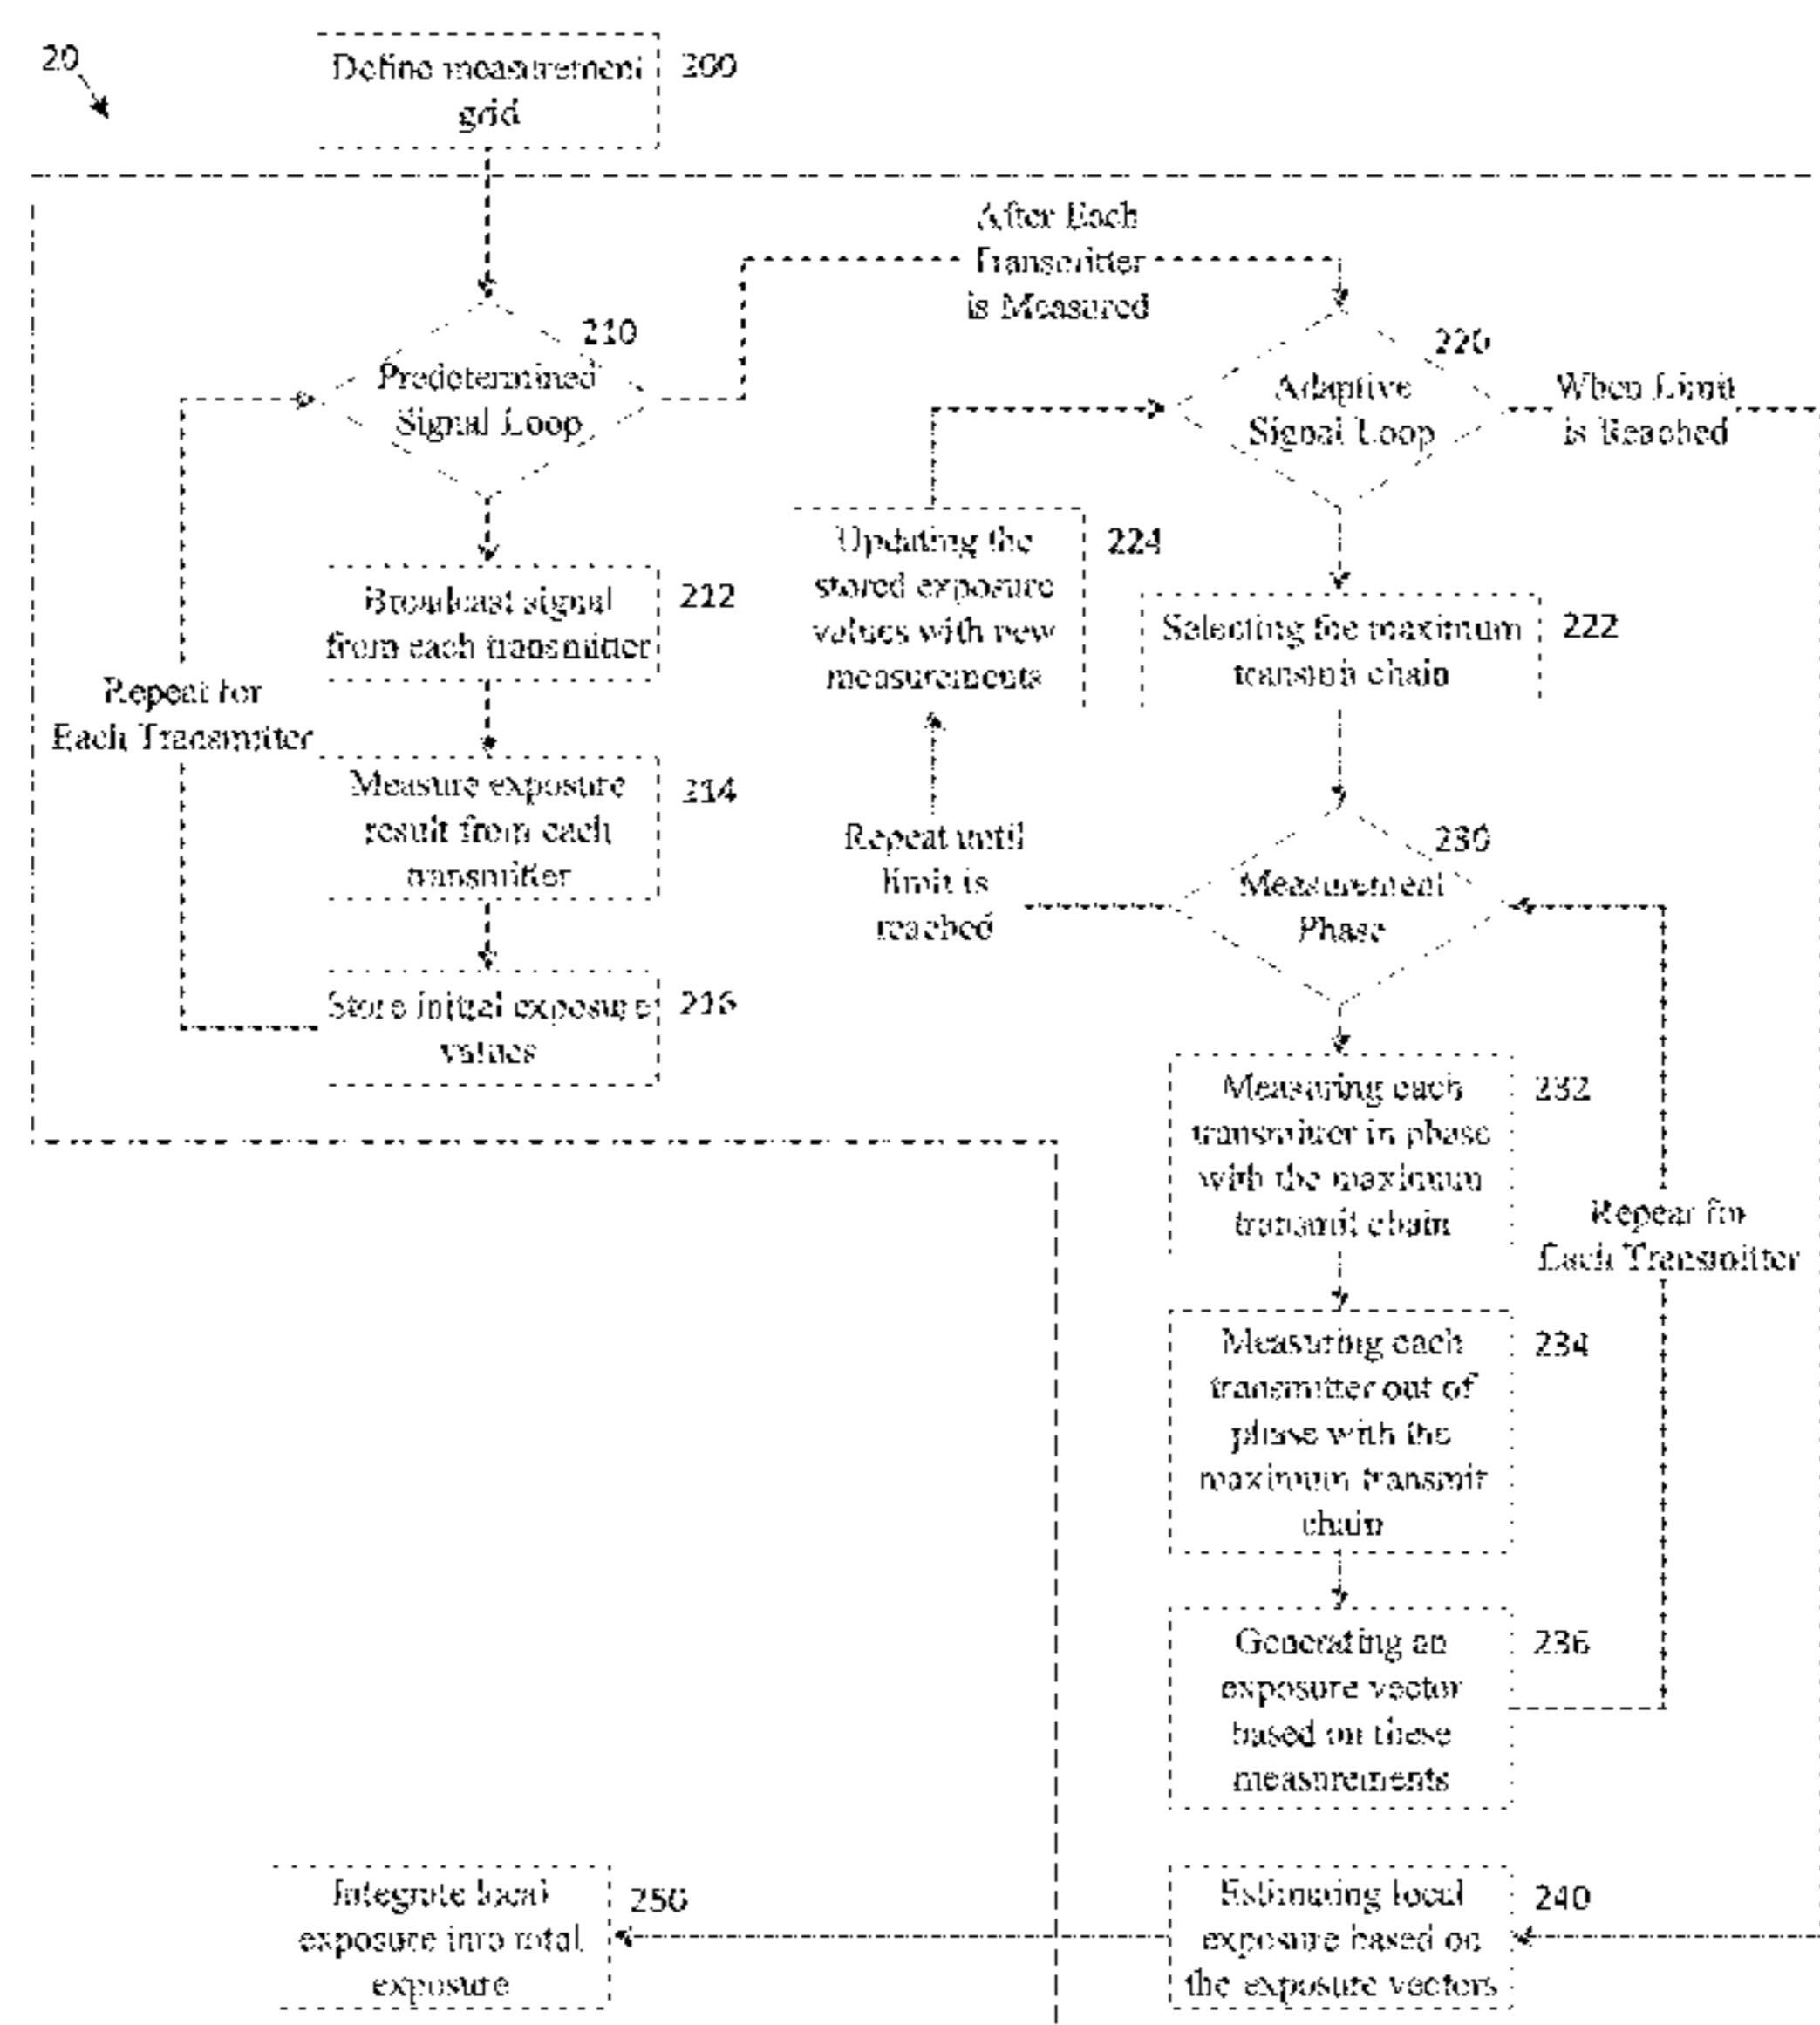 20
Define measurement
grid
200
After Each
Transmitter
is Measured
210
Predetermined
Signal Loop
220
Adaptive
Signal Loop
When Limit
is Reached
Broadcast signal
from each transmitter
212
Updating the
stored exposure
values with new
measurements
224
Selecting the maximum
transmit chain
222
Repeat for
Each Transmitter
Measure exposure
result from each
transmitter
214
Repeat until
limit is
reached
230
Measurement
Phase
Store initial exposure
values
216
Measuring each
transmitter in phase
with the maximum
transmit chain
232
Repeat for
Each Transmitter
Measuring each
transmitter out of
phase with the
maximum transmit
chain
234
Generating an
exposure vector
based on these
measurements
236
Integrate local
exposure into total
exposure
250
Estimating local
exposure based on
the exposure vectors
240